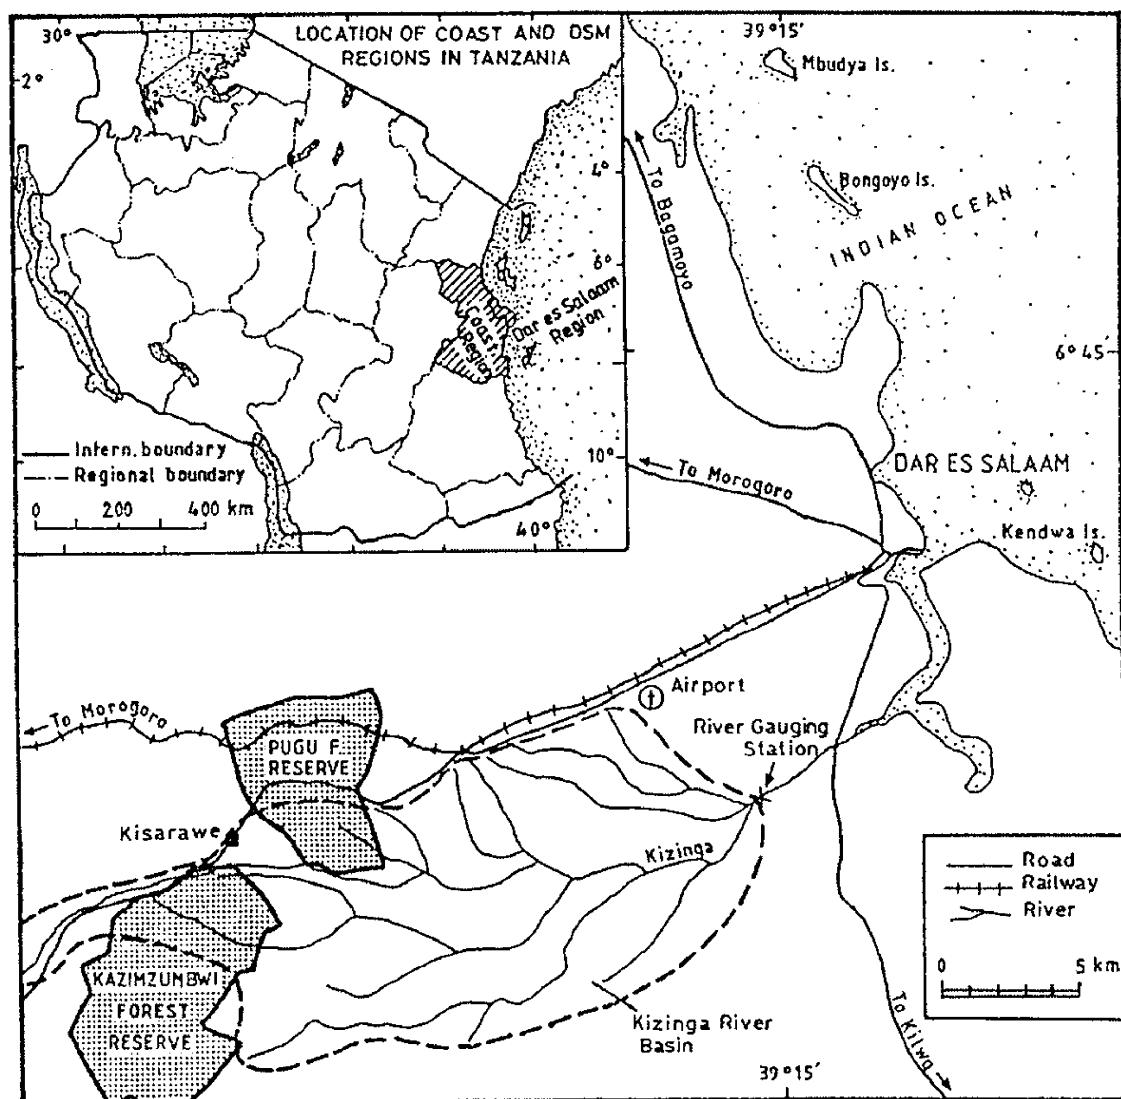 30°
LOCATION OF COAST AND DSM
REGIONS IN TANZANIA
2°
4°
6°
Coast
Region
Dar es Salaam
Region
Intern. boundary
Regional boundary
10°
0 200 400 km
40°
39°15'
Mbudya Is.
To Bagamoyo
Bongoyo Is.
INDIAN OCEAN
6°45'
To Morogoro
DAR ES SALAAM
Kendwa Is.
Airport
To Morogoro
River Gauging
Station
PUGU F.
RESERVE
Kisarawe
Kizinga
KAZIMZUMBWI
FOREST
RESERVE
Kizinga River
Basin
Road
Railway
River
0 5 km
To Kilwa
39°15'